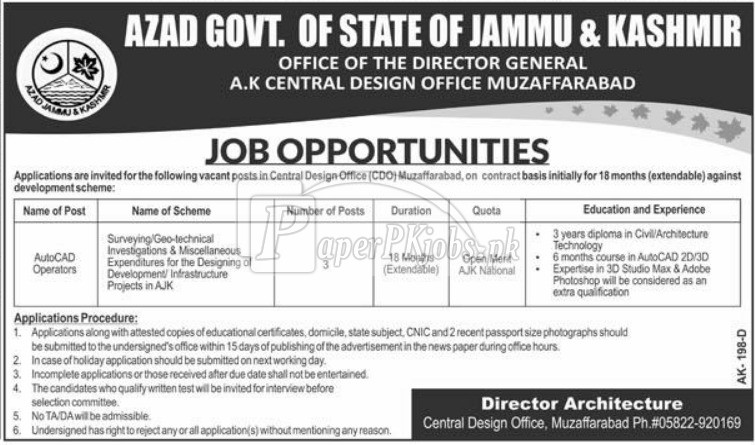 AZAD GOVT. OF STATE OF JAMMU & KASHMIR
OFFICE OF THE DIRECTOR GENERAL
A.K CENTRAL DESIGN OFFICE MUZAFFARABAD
AZAD JAMMU & KASHMIR
JOB OPPORTUNITIES
Applications are invited for the following vacant posts in Central Design Office (CDO) Muzaffarabad, on contract basis initially for 18 months (extendable) against
development scheme:
Name of Post Name of Scheme Number of Posts Duration Quota Education and Experience
AutoCAD
Operators
Surveying/Geo-technical
Investigations & Miscellaneous
Expenditures for the Designing of
Development/ Infrastructure
Projects in AJK
3
18 Months
(Extendable)
Open Merit
AJK National
• 3 years diploma in Civil/Architecture
Technology
• 6 months course in AutoCAD 2D/3D
• Expertise in 3D Studio Max & Adobe
Photoshop will be considered as an
extra qualification
PaperPKjobs.pk
Applications Procedure:
1. Applications along with attested copies of educational certificates, domicile, state subject, CNIC and 2 recent passport size photographs should
be submitted to the undersigned's office within 15 days of publishing of the advertisement in the news paper during office hours.
2. In case of holiday application should be submitted on next working day.
3. Incomplete applications or those received after due date shall not be entertained.
4. The candidates who qualify written test will be invited for interview before
selection committee.
5. No TA/DA will be admissible.
6. Undersigned has right to reject any or all application(s) without mentioning any reason.
Director Architecture
Central Design Office, Muzaffarabad Ph.#05822-920169
AK- 198-D